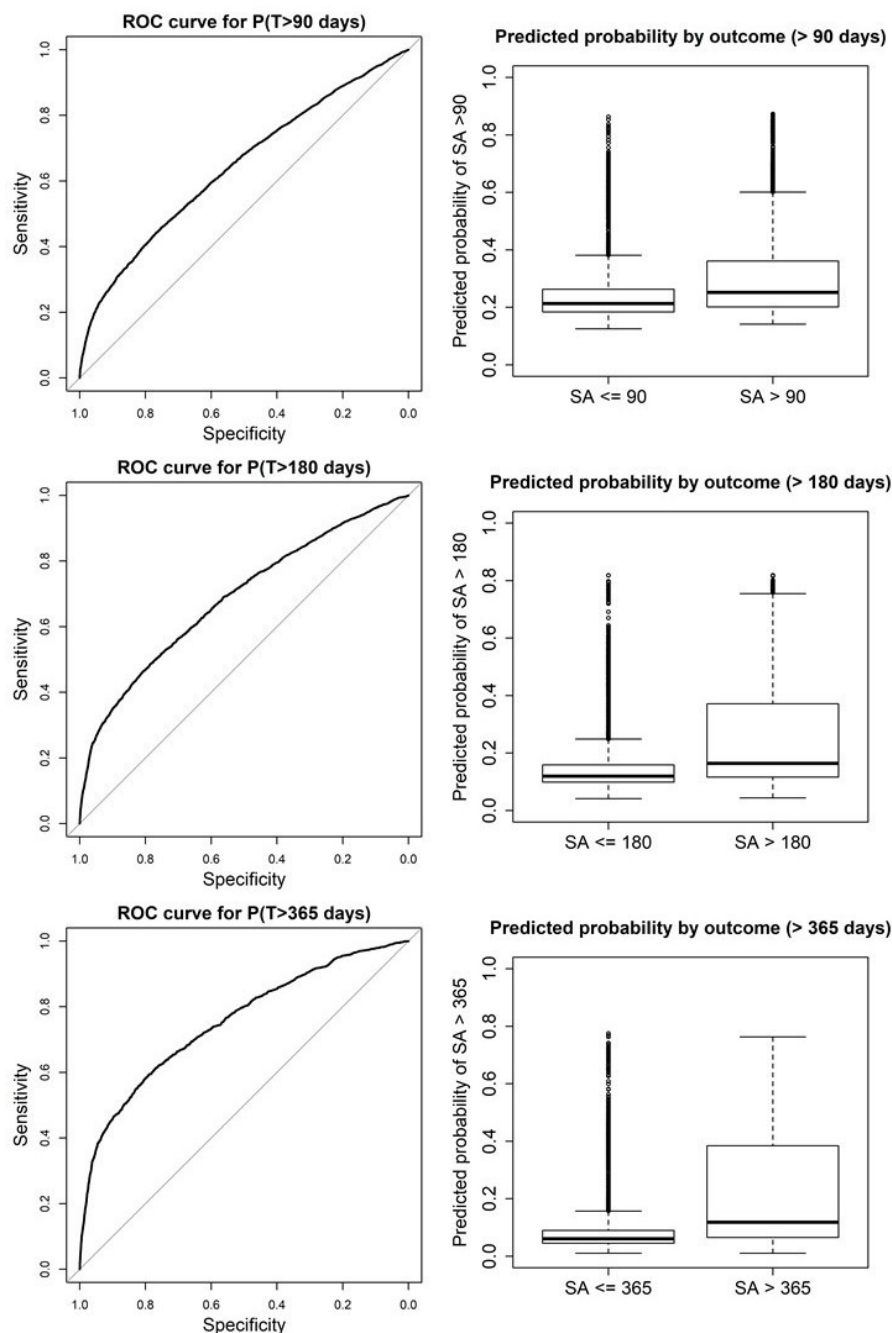 ROC curve for P(T>90 days)
Sensitivity
0.0 0.2 0.4 0.6 0.8 1.0
1.0 0.8 0.6 0.4 0.2 0.0
Specificity
Predicted probability by outcome (> 90 days)
Predicted probability of SA >90
0.0 0.2 0.4 0.6 0.8 1.0
SA <= 90 SA > 90
ROC curve for P(T>180 days)
Sensitivity
0.0 0.2 0.4 0.6 0.8 1.0
1.0 0.8 0.6 0.4 0.2 0.0
Specificity
Predicted probability by outcome (> 180 days)
Predicted probability of SA > 180
0.0 0.2 0.4 0.6 0.8 1.0
SA <= 180 SA > 180
ROC curve for P(T>365 days)
Sensitivity
0.0 0.2 0.4 0.6 0.8 1.0
1.0 0.8 0.6 0.4 0.2 0.0
Specificity
Predicted probability by outcome (> 365 days)
Predicted probability of SA > 365
0.0 0.2 0.4 0.6 0.8 1.0
SA <= 365 SA > 365